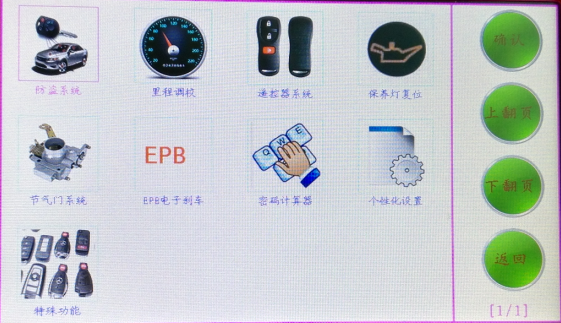 防盗系统
里程调校
遥控器系统
保养灯复位
EPB
节气门系统
EPB电子刹车
密码计算器
个性化设置
特殊功能
确认
上翻页
下翻页
返回
[1/1]